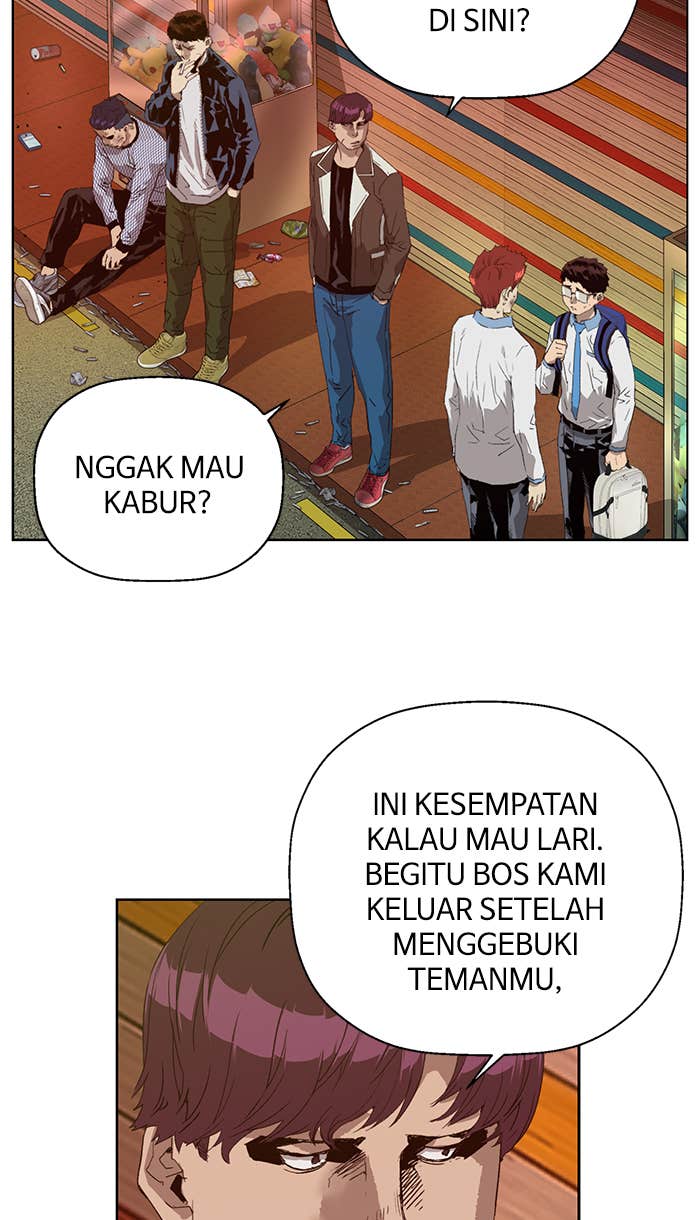 DI SINI?
NGGAK MAU
KABUR?
INI KESEMPATAN
KALAU MAU LARI.
BEGITU BOS KAMI
KELUAR SETELAH
MENGGEBUKI
TEMANMU,